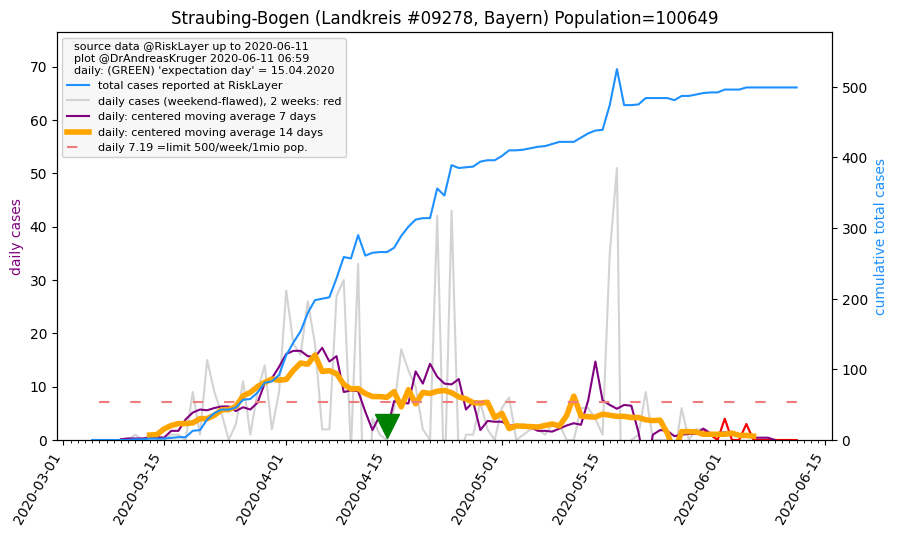 Straubing-Bogen (Landkreis #09278, Bayern) Population=100649
source data @RiskLayer up to 2020-06-11
plot @DrAndreasKruger 2020-06-11 06:59
daily: (GREEN) 'expectation day' = 15.04.2020
total cases reported at RiskLayer
daily cases (weekend-flawed), 2 weeks: red
daily: centered moving average 7 days
daily: centered moving average 14 days
daily 7.19 =limit 500/week/1mio pop.
daily cases
70
60
50
40
30
20
10
0
500
400
300
200
100
0
cumulative total cases
2020-03-01
2020-03-15
2020-04-01
2020-04-15
2020-05-01
2020-05-15
2020-06-01
2020-06-15